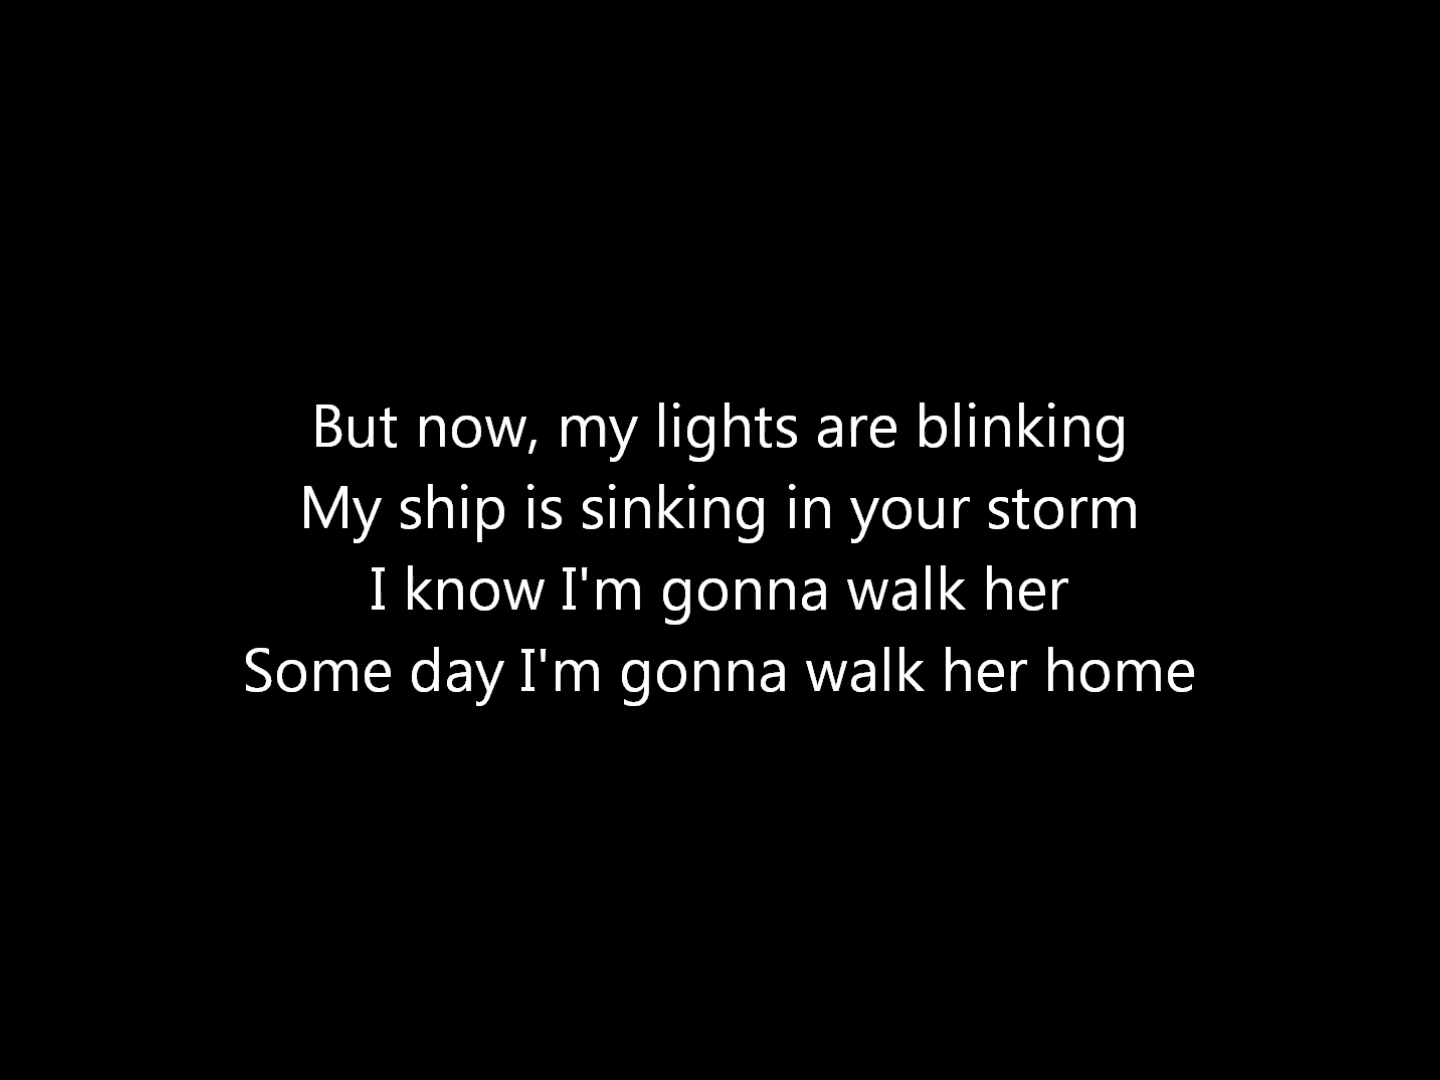 But now, my lights are blinking
My ship is sinking in your storm
I know I'm gonna walk her
Some day I'm gonna walk her home